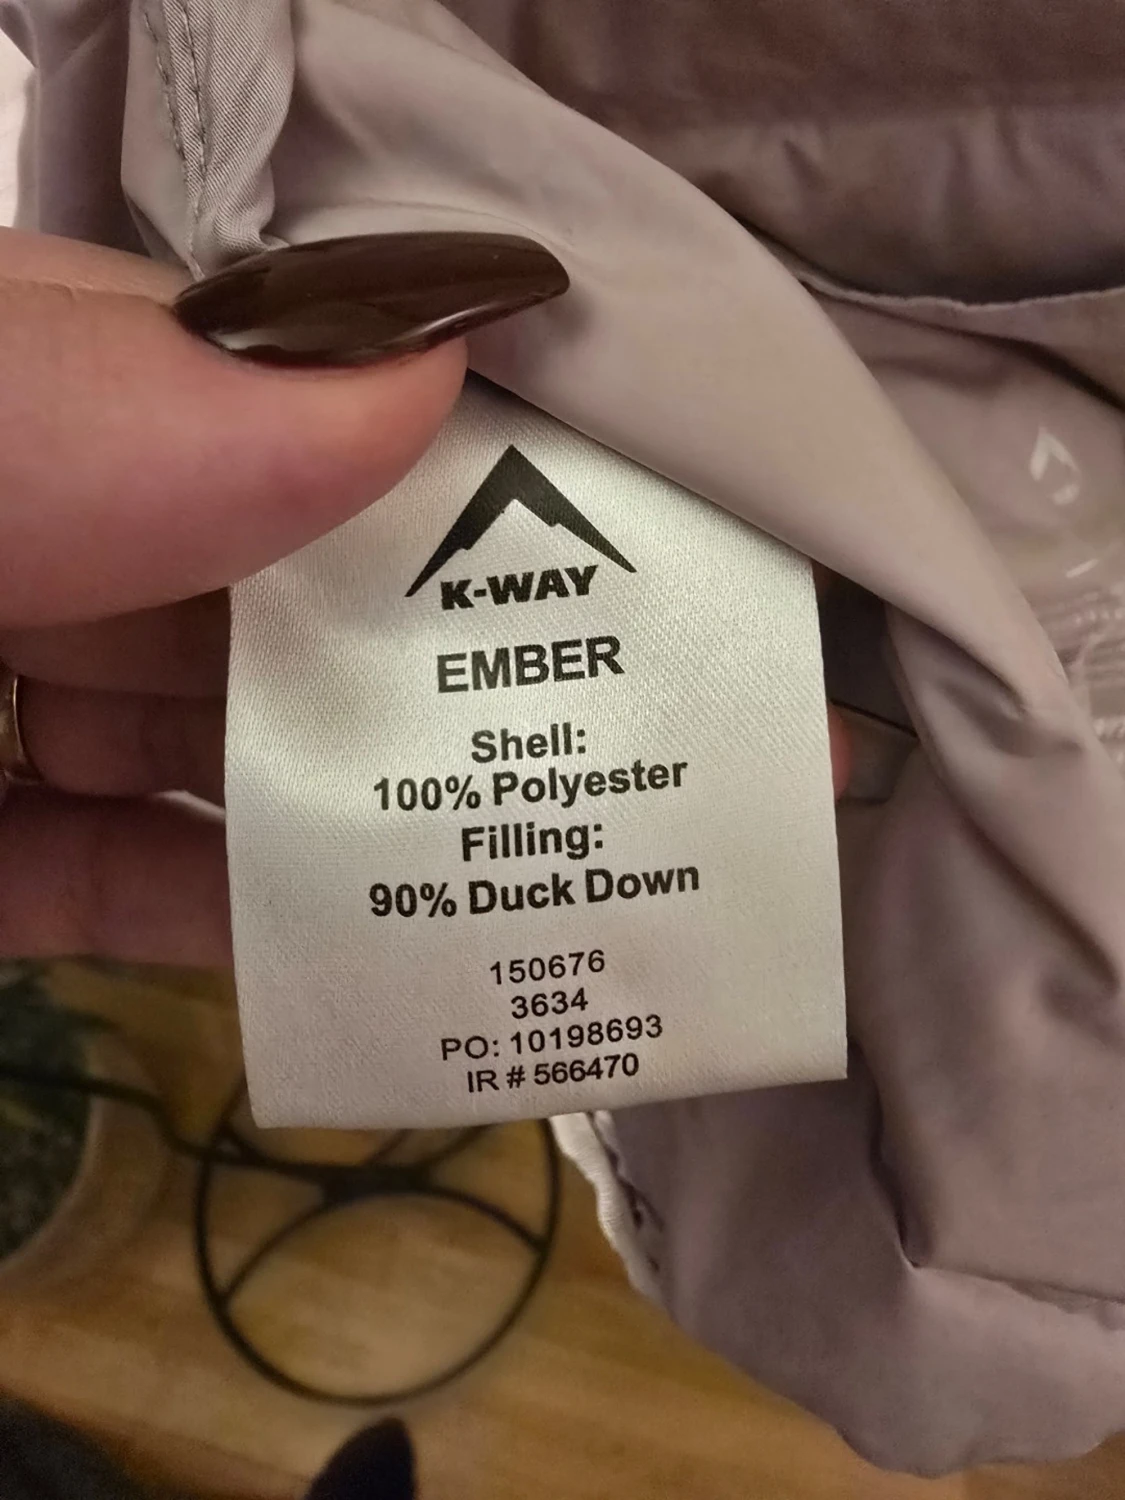 K-WAY
EMBER
Shell:
100% Polyester
Filling:
90% Duck Down
150676
3634
PO: 10198693
IR # 566470